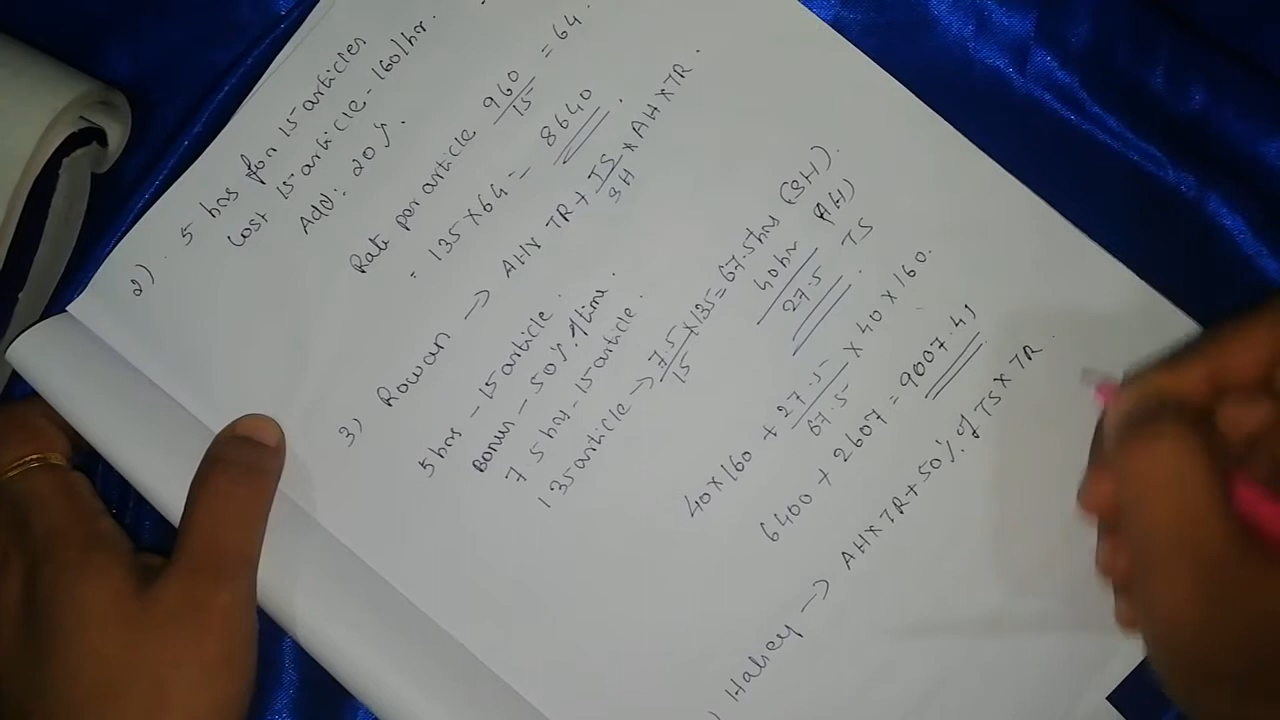 2) 5 hrs for 15 articles
Cost 15 article - 160/hr.
Add: 20%.
Rate per article 960/15 = 64.
= 135 x 64 = 8640.
3) Rowan -> AH x TR + TS/SH x AH x TR.
5 hrs - 15 article.
Bonus - 50% of time.
7.5 hrs - 15 article.
135 article -> 7.5/15 x 135 = 67.5 hrs (SH).
40 hr (AH)
27.5 TS
40 x 160 + 27.5/67.5 x 40 x 160.
6400 + 2607 = 9007.41
) Halsey -> AH x TR + 50% of TS x TR.